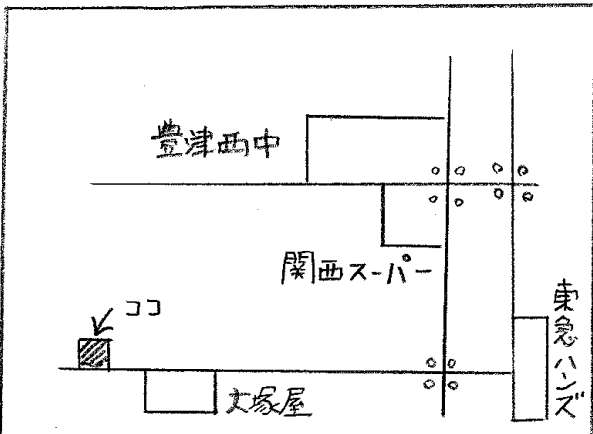 豊津西中
関西スーパー
ココ
東急ハンズ
大塚屋